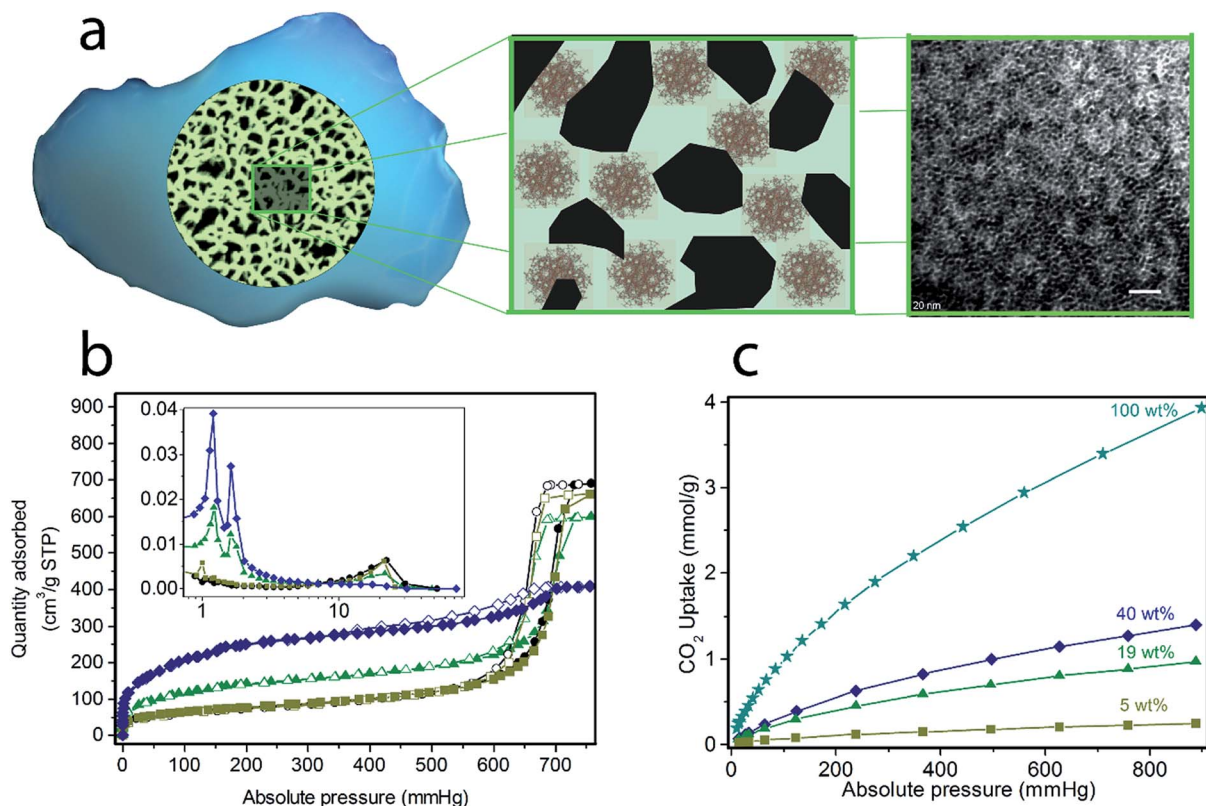 a
20 nm
b
Quantity adsorbed
(cm³/g STP)
900
800
700
600
500
400
300
200
100
0
0.04
0.03
0.02
0.01
0.00
1
10
0
100
200
300
400
500
600
700
Absolute pressure (mmHg)
c
CO₂ Uptake (mmol/g)
4
3
2
1
0
100 wt%
40 wt%
19 wt%
5 wt%
0
200
400
600
800
Absolute pressure (mmHg)